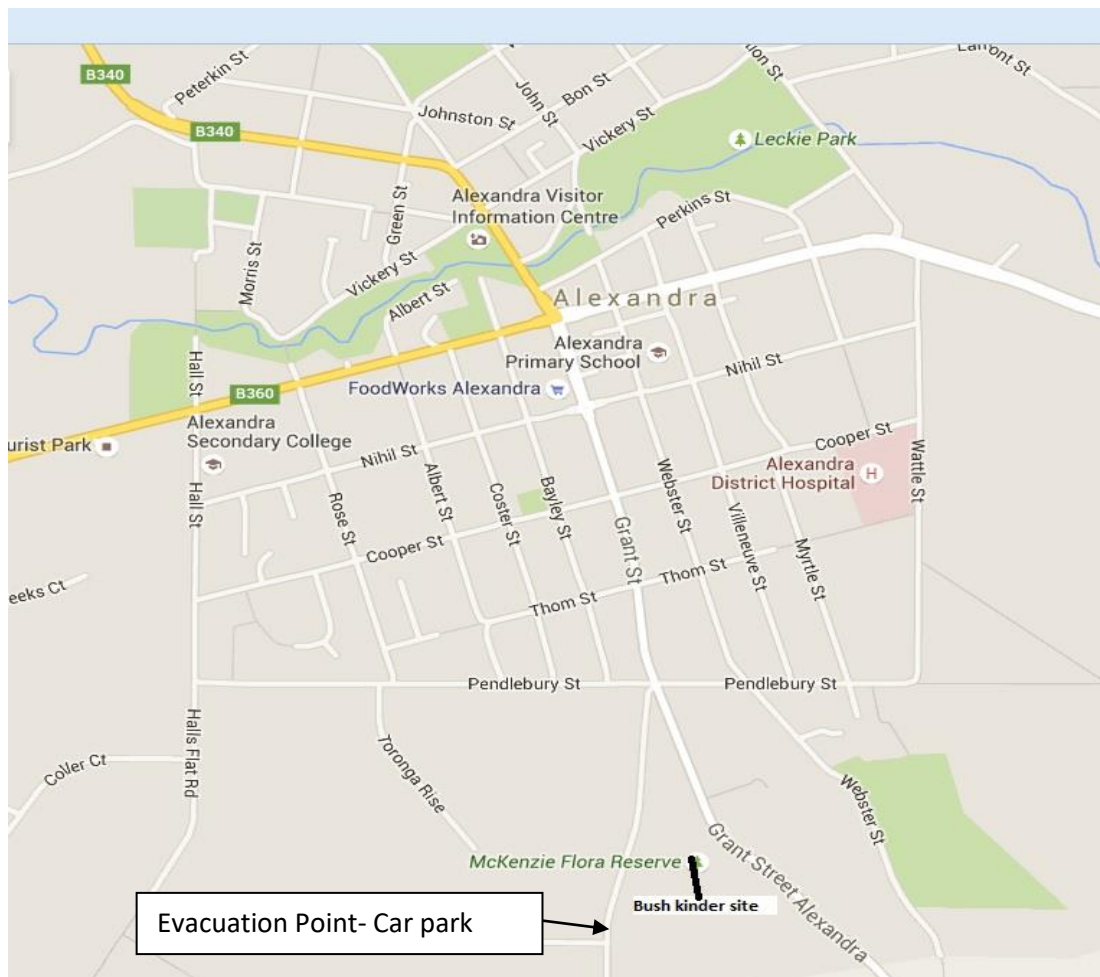 B340
Peterkin St
B340
Johnston St
John St
Bon St
Vickery St
Lamont St
Leckie Park
Green St
Alexandra Visitor
Information Centre
Perkins St
Morris St
Vickery St
Albert St
Alexandra
Alexandra
Primary School
Nihil St
FoodWorks Alexandra
B360
Hall St
Alexandra
Secondary College
urist Park
Nihil St
Cooper St
Alexandra
District Hospital
H
Wattle St
Hall St
Rose St
Albert St
Coster St
Bayley St
Webster St
Villeneuve St
Cooper St
Grant St
Myrtle St
Thom St
Thom St
eeks Ct
Pendlebury St
Pendlebury St
Halls Flat Rd
Toronga Rise
Webster St
McKenzie Flora Reserve
Grant Street Alexandra
Bush kinder site
Evacuation Point- Car park